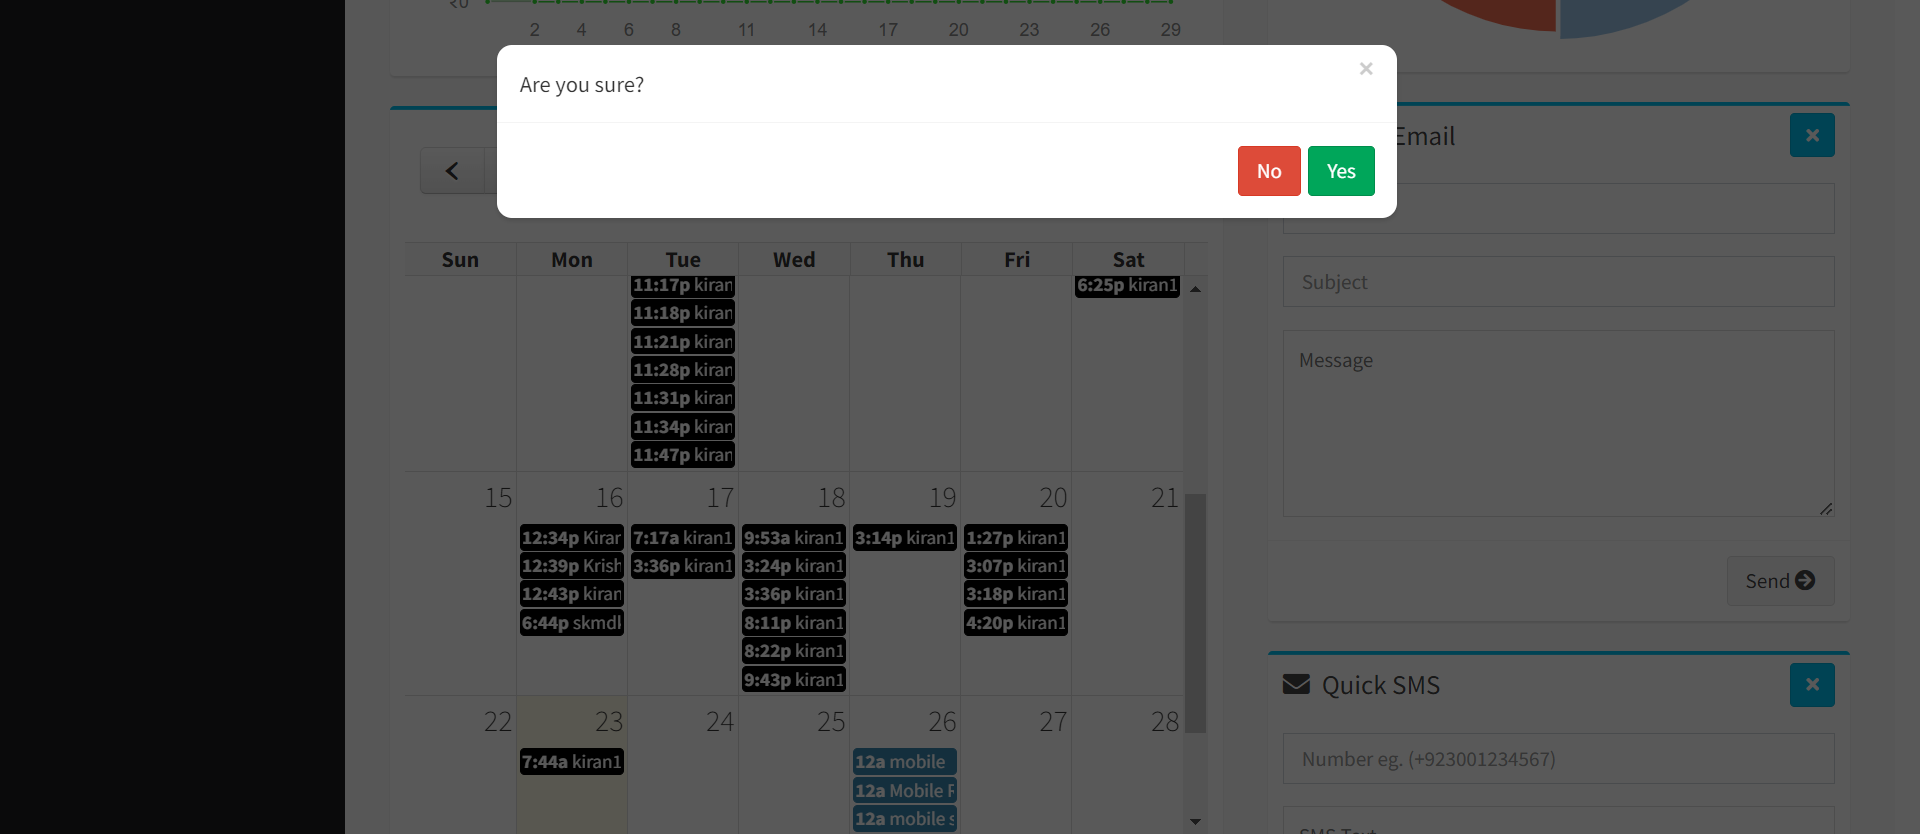 <0
2 4 6 8 11 14 17 20 23 26 29
Are you sure?
×
No Yes
Email
Subject
Message
Send
Sun Mon Tue Wed Thu Fri Sat
11:17p kiran
11:18p kiran
11:21p kiran
11:28p kiran
11:31p kiran
11:34p kiran
11:47p kiran
6:25p kiran1
15 16 17 18 19 20 21
12:34p Kiran
12:39p Krish
12:43p kiran
6:44p skmdk
7:17a kiran1
3:36p kiran1
9:53a kiran1
3:24p kiran1
3:36p kiran1
8:11p kiran1
8:22p kiran1
9:43p kiran1
3:14p kiran1
1:27p kiran1
3:07p kiran1
3:18p kiran1
4:20p kiran1
22 23 24 25 26 27 28
7:44a kiran1
12a mobile
12a Mobile
12a mobile s
Quick SMS
Number eg. (+923001234567)
SMS Text